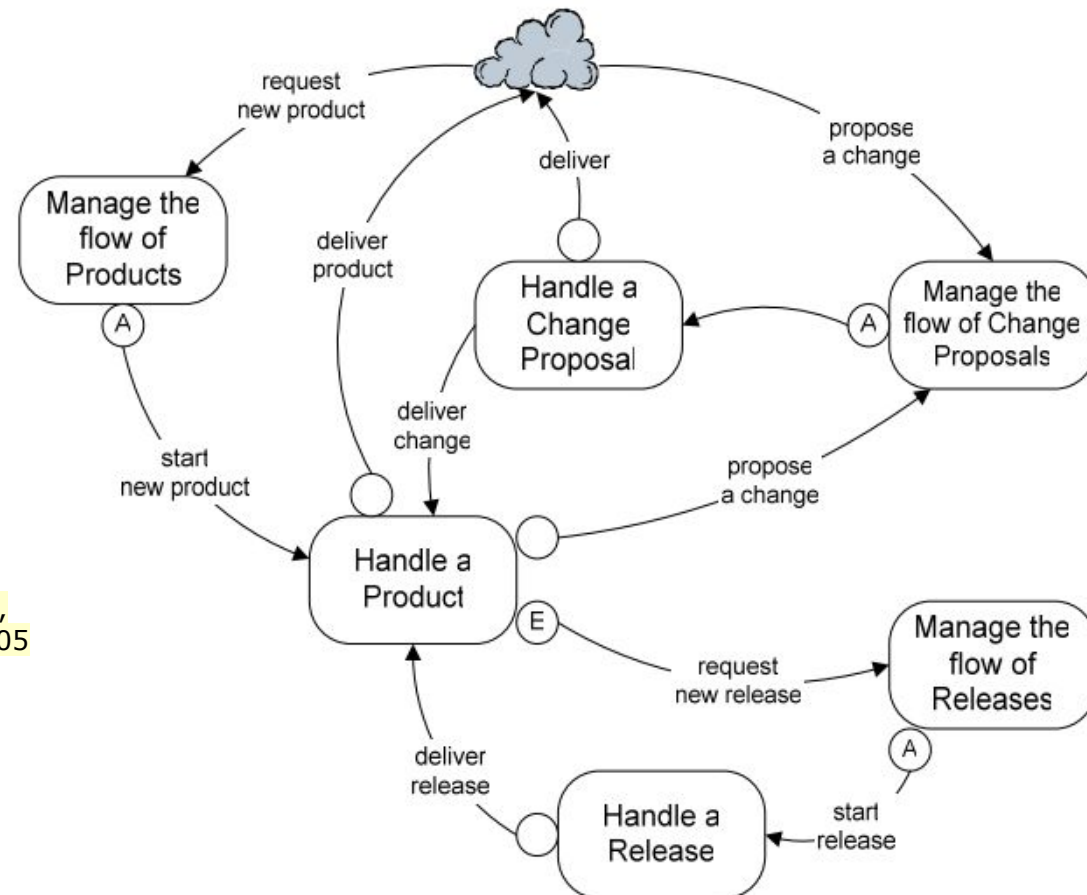 request
new product
propose
a change
deliver
Manage the
flow of
Products
deliver
product
Handle a
Change
Proposal
A
Manage the
flow of Change
Proposals
A
deliver
change
start
new product
propose
a change
Handle a
Product
E
,
05
request
new release
Manage the
flow of
Releases
A
deliver
release
Handle a
Release
start
release